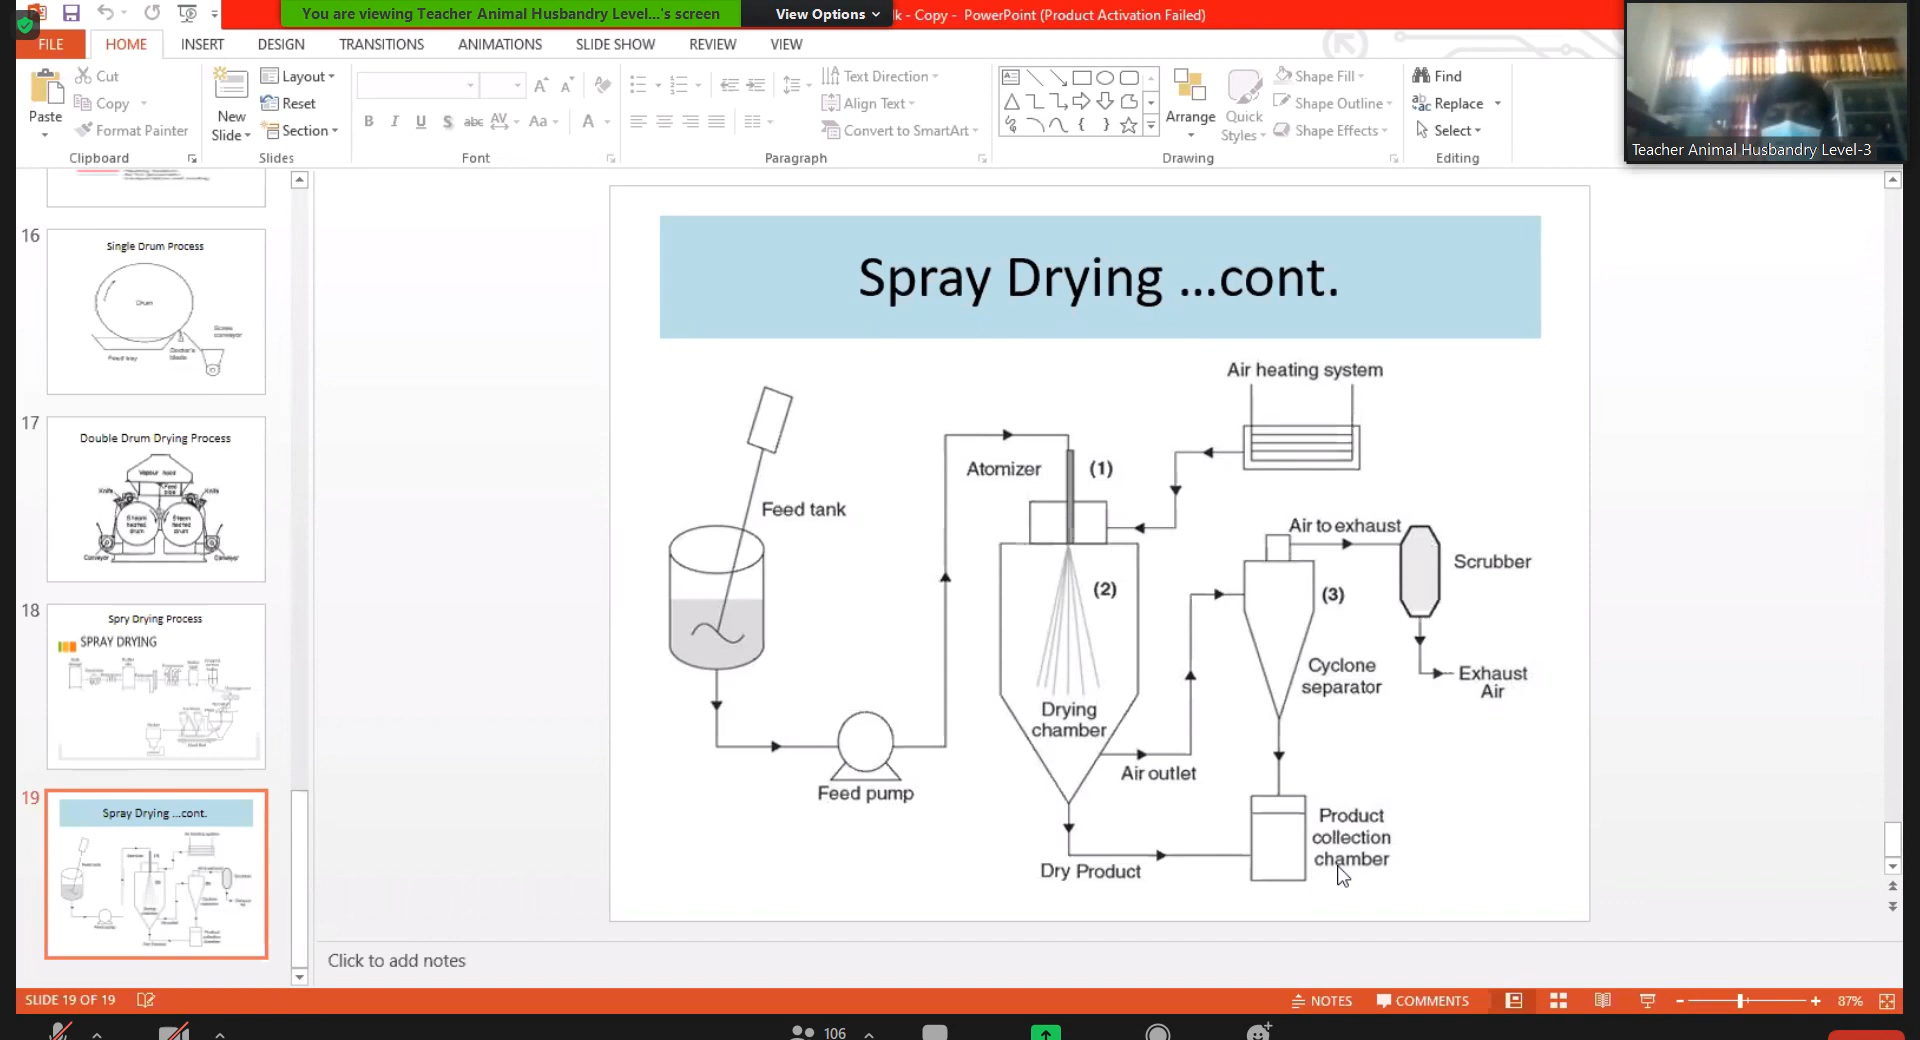 You are viewing Teacher Animal Husbandry Level...'s screen
View Options
lk - Copy - PowerPoint (Product Activation Failed)
FILE
HOME
INSERT
DESIGN
TRANSITIONS
ANIMATIONS
SLIDE SHOW
REVIEW
VIEW
Paste
Cut
Copy
Format Painter
Clipboard
New
Slide
Layout
Reset
Section
Slides
B I U S abc AV Aa A
Font
Text Direction
Align Text
Convert to SmartArt
Paragraph
Arrange
Quick
Styles
Shape Fill
Shape Outline
Shape Effects
Drawing
Find
Replace
Select
Editing
Teacher Animal Husbandry Level-3
16
Single Drum Process
Drum
Screw
conveyor
Feed tray
Doctor's
blade
17
Double Drum Drying Process
Vapour hood
Knife
Feed
pipe
Knife
Steam
heated
drum
Steam
heated
drum
Conveyor
Conveyor
18
Spry Drying Process
SPRAY DRYING
19
Spray Drying ...cont.
Spray Drying ...cont.
Air heating system
Atomizer
(1)
Feed tank
Air to exhaust
Scrubber
(2)
(3)
Cyclone
separator
Exhaust
Air
Drying
chamber
Air outlet
Feed pump
Product
collection
chamber
Dry Product
Click to add notes
SLIDE 19 OF 19
NOTES
COMMENTS
87%
106